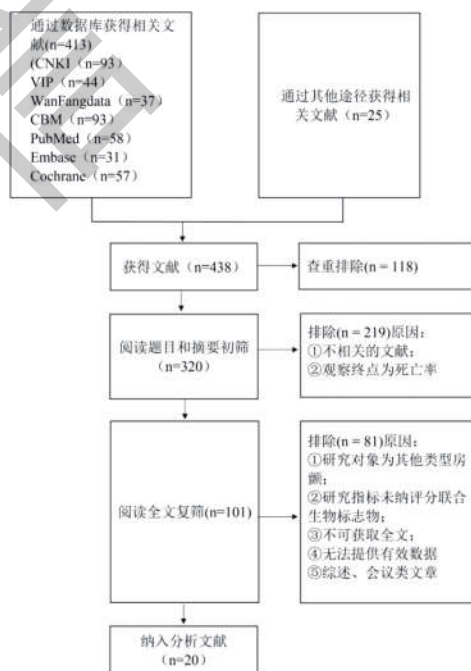 通过数据库获得相关文
献(n=413)
(CNKI（n=93）
VIP（n=44）
WanFangdata（n=37）
CBM（n=93）
PubMed（n=58）
Embase（n=31）
Cochrane（n=57）
通过其他途径获得相
关文献（n=25）
获得文献（n=438）
查重排除(n = 118)
阅读题目和摘要初筛
（n=320）
排除(n = 219)原因：
①不相关的文献；
②观察终点为死亡率
阅读全文复筛(n=101)
排除(n = 81)原因：
①研究对象为其他类型房
颤；
②研究指标未纳评分联合
生物标志物；
③不可获取全文；
④无法提供有效数据
⑤综述、会议类文章
纳入分析文献
（n=20）